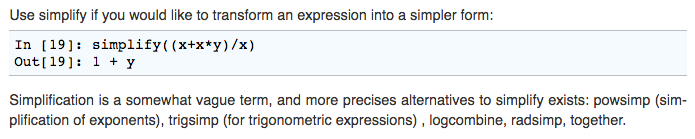 Use simplify if you would like to transform an expression into a simpler form:
In [19]: simplify((x+x*y)/x)
Out[19]: 1 + y
Simplification is a somewhat vague term, and more precises alternatives to simplify exists: powsimp (sim-
plification of exponents), trigsimp (for trigonometric expressions) , logcombine, radsimp, together.